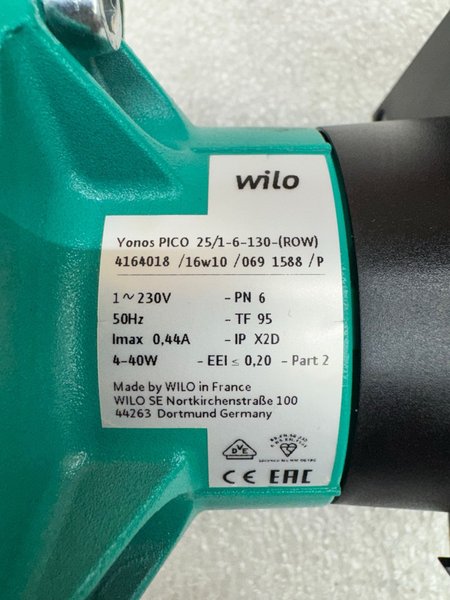 wilo
Yonos PICO 25/1-6-130-(ROW)
4164018 /16w10 /069 1588 /P
1~230V - PN 6
50Hz - TF 95
Imax 0,44A - IP X2D
4-40W - EEI ≤ 0,20 - Part 2
Made by WILO in France
WILO SE Nortkirchenstraße 100
44263 Dortmund Germany
DVE
CE EAC